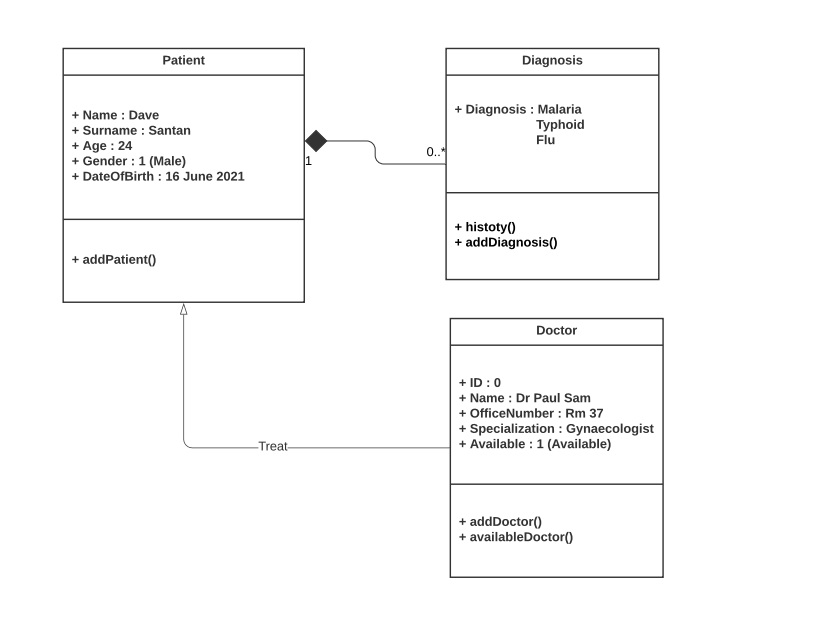 Patient
+ Name : Dave
+ Surname : Santan
+ Age : 24
+ Gender : 1 (Male)
+ DateOfBirth : 16 June 2021
+ addPatient()
1
0..*
Diagnosis
+ Diagnosis : Malaria
Typhoid
Flu
+ histoty()
+ addDiagnosis()
Treat
Doctor
+ ID : 0
+ Name : Dr Paul Sam
+ OfficeNumber : Rm 37
+ Specialization : Gynaecologist
+ Available : 1 (Available)
+ addDoctor()
+ availableDoctor()